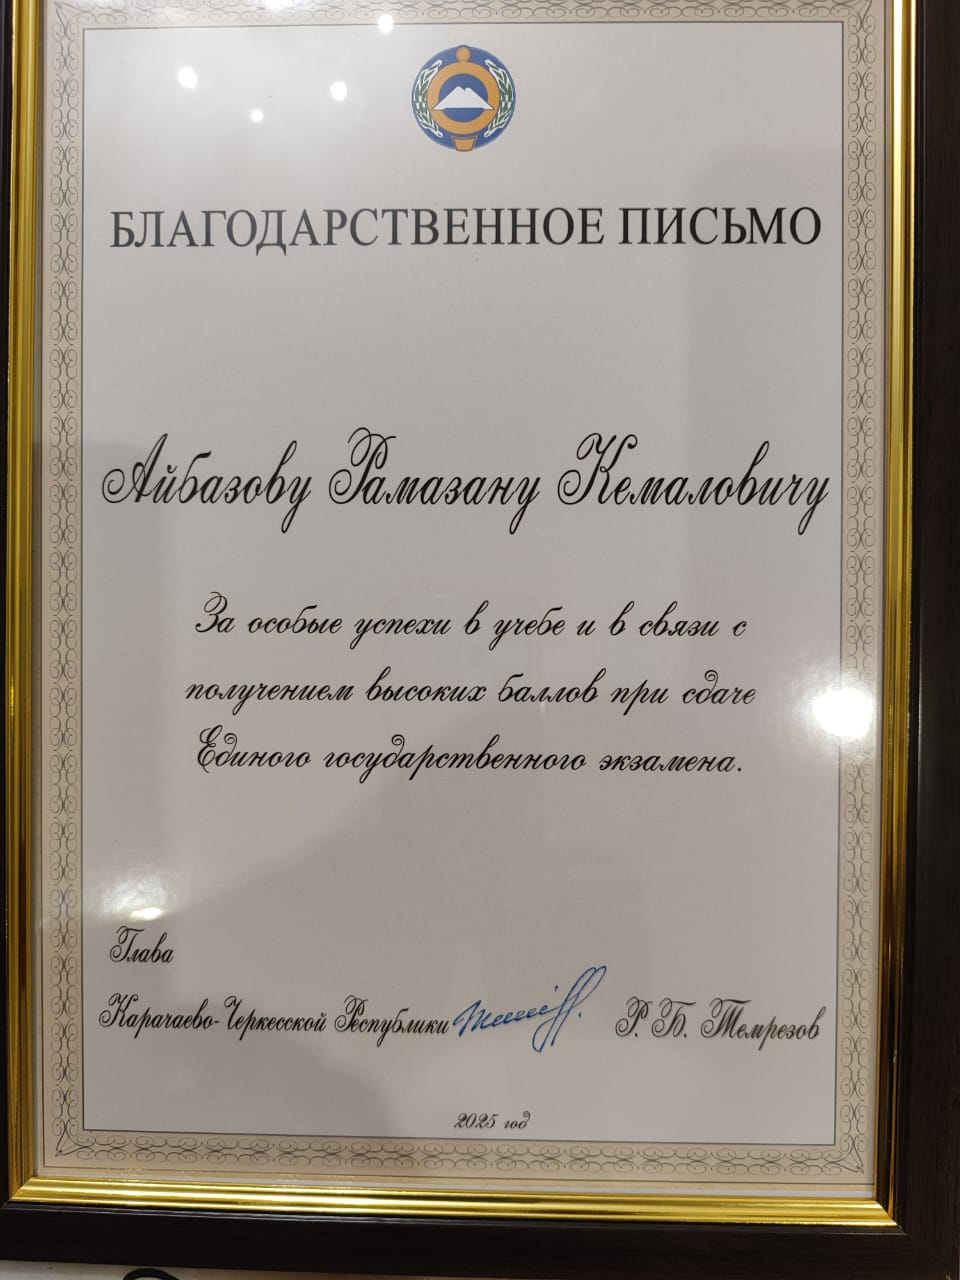 БЛАГОДАРСТВЕННОЕ ПИСЬМО
Айбазову Рамазану Кемаловичу
За особые успехи в учебе и в связи с
получением высоких баллов при сдаче
Единого государственного экзамена.
Глава
Карачаево-Черкесской Республики Р. Б. Темрезов
2025 год